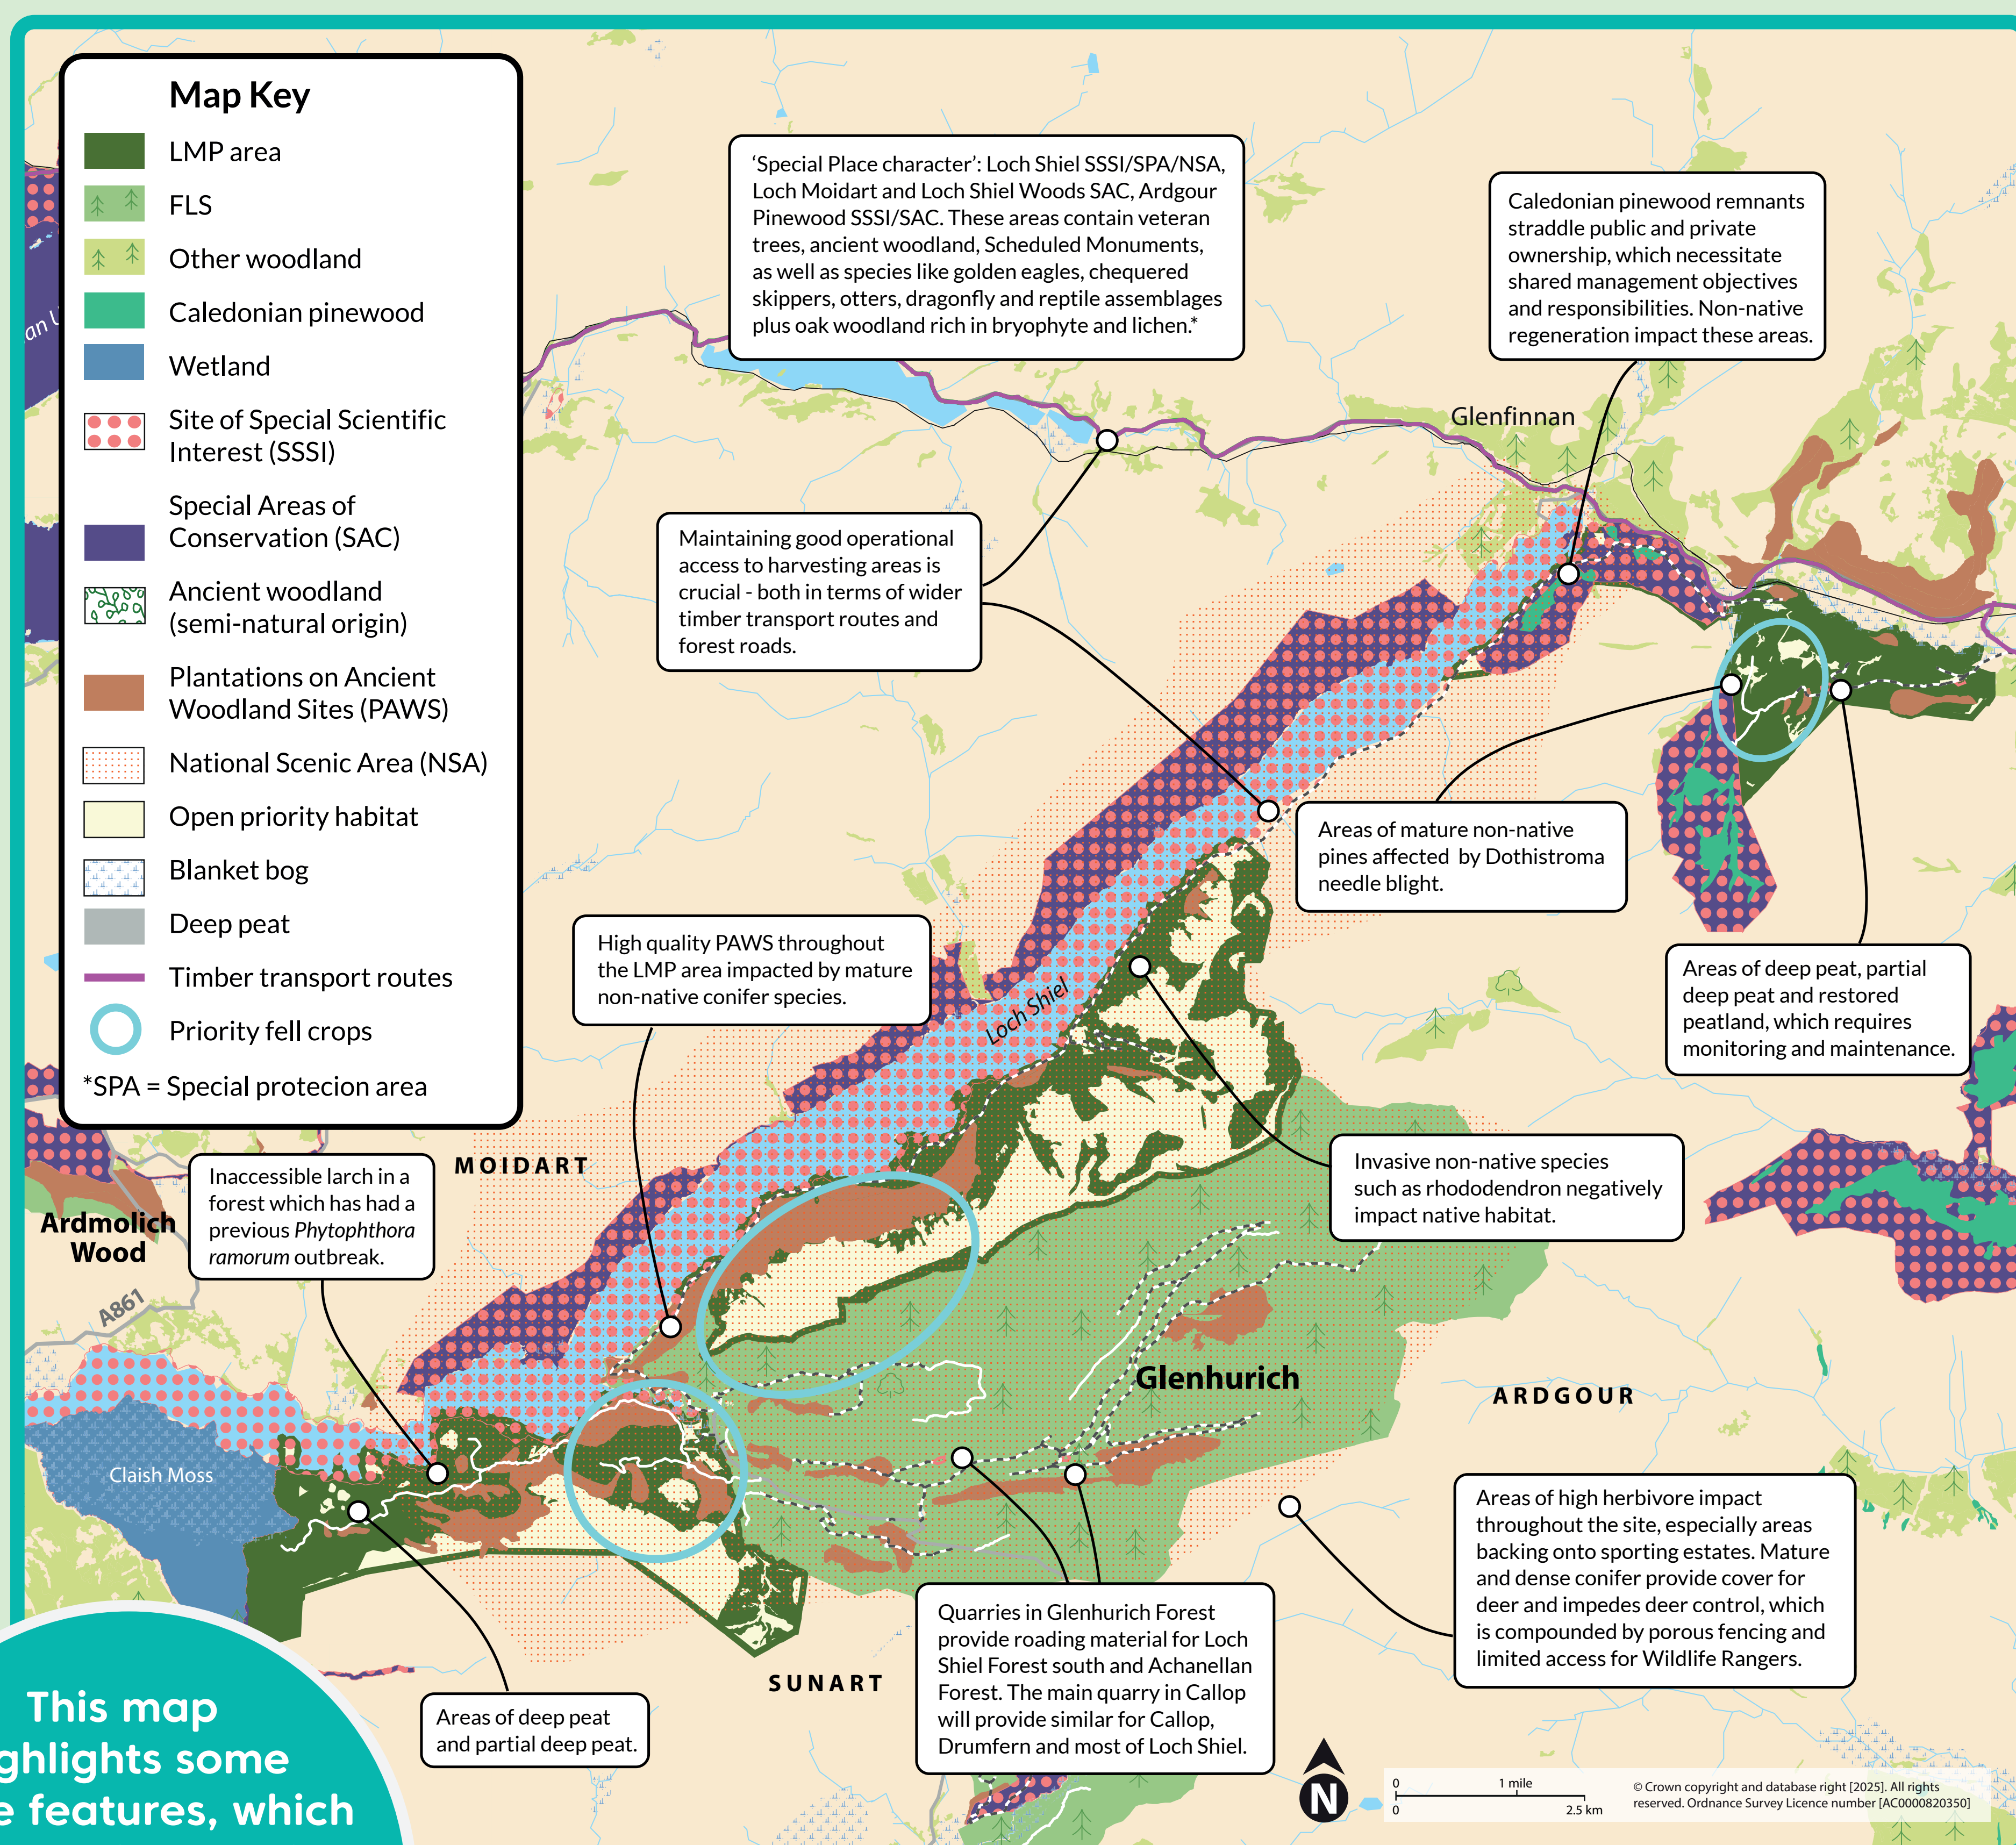 Map Key
LMP area
FLS
Other woodland
Caledonian pinewood
Wetland
Site of Special Scientific
Interest (SSSI)
Special Areas of
Conservation (SAC)
Ancient woodland
(semi-natural origin)
Plantations on Ancient
Woodland Sites (PAWS)
National Scenic Area (NSA)
Open priority habitat
Blanket bog
Deep peat
Timber transport routes
Priority fell crops
*SPA = Special protecion area
‘Special Place character’: Loch Shiel SSSI/SPA/NSA,
Loch Moidart and Loch Shiel Woods SAC, Ardgour
Pinewood SSSI/SAC. These areas contain veteran
trees, ancient woodland, Scheduled Monuments,
as well as species like golden eagles, chequered
skippers, otters, dragonfly and reptile assemblages
plus oak woodland rich in bryophyte and lichen.*
Caledonian pinewood remnants
straddle public and private
ownership, which necessitate
shared management objectives
and responsibilities. Non-native
regeneration impact these areas.
Glenfinnan
Maintaining good operational
access to harvesting areas is
crucial - both in terms of wider
timber transport routes and
forest roads.
Areas of mature non-native
pines affected by Dothistroma
needle blight.
High quality PAWS throughout
the LMP area impacted by mature
non-native conifer species.
Loch Shiel
Areas of deep peat, partial
deep peat and restored
peatland, which requires
monitoring and maintenance.
MOIDART
Inaccessible larch in a
forest which has had a
previous Phytophthora
ramorum outbreak.
Invasive non-native species
such as rhododendron negatively
impact native habitat.
Ardmolich
Wood
A861
Glenhurich
ARDGOUR
Claish Moss
Areas of high herbivore impact
throughout the site, especially areas
backing onto sporting estates. Mature
and dense conifer provide cover for
deer and impedes deer control, which
is compounded by porous fencing and
limited access for Wildlife Rangers.
Quarries in Glenhurich Forest
provide roading material for Loch
Shiel Forest south and Achanellan
Forest. The main quarry in Callop
will provide similar for Callop,
Drumfern and most of Loch Shiel.
SUNART
Areas of deep peat
and partial deep peat.
This map
ghlights some
e features, which
N
0 1 mile
0 2.5 km
© Crown copyright and database right [2025]. All rights
reserved. Ordnance Survey Licence number [AC0000820350]